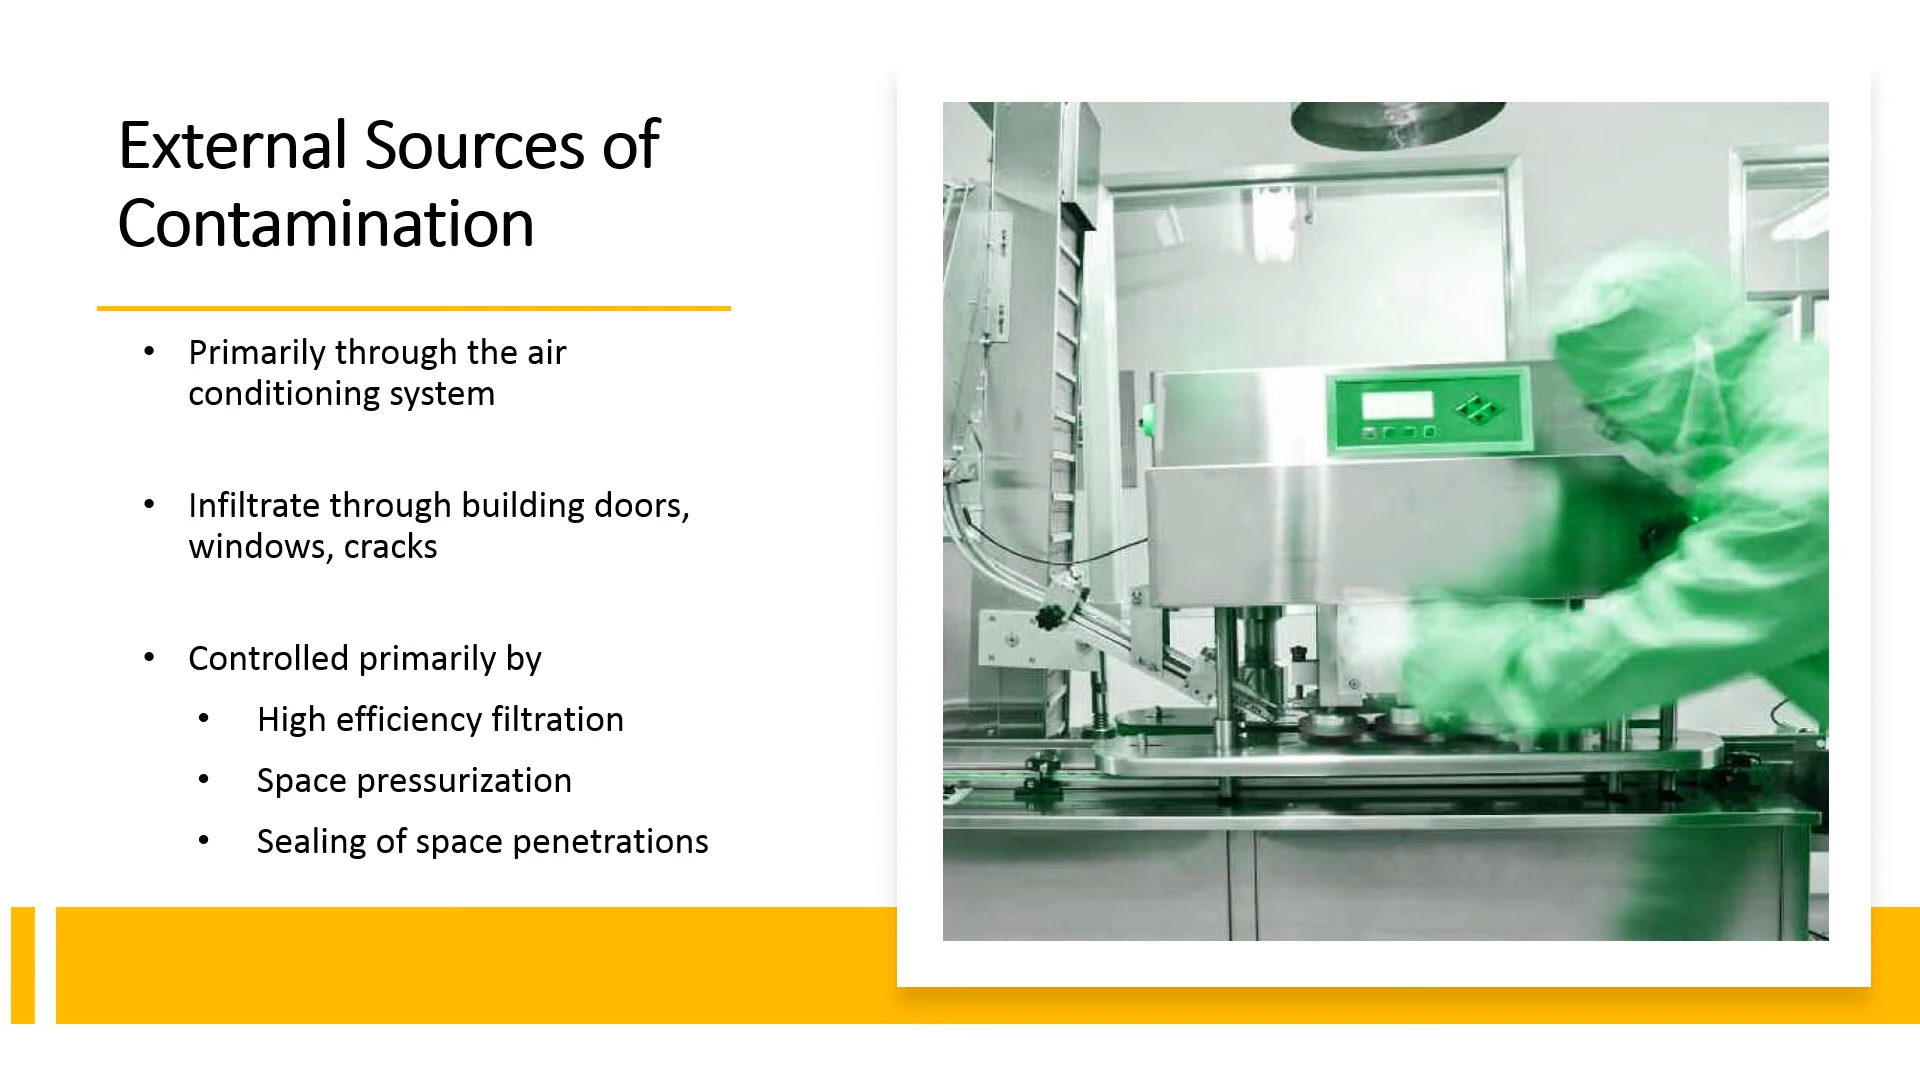 External Sources of
Contamination
• Primarily through the air
conditioning system
• Infiltrate through building doors,
windows, cracks
• Controlled primarily by
• High efficiency filtration
• Space pressurization
• Sealing of space penetrations